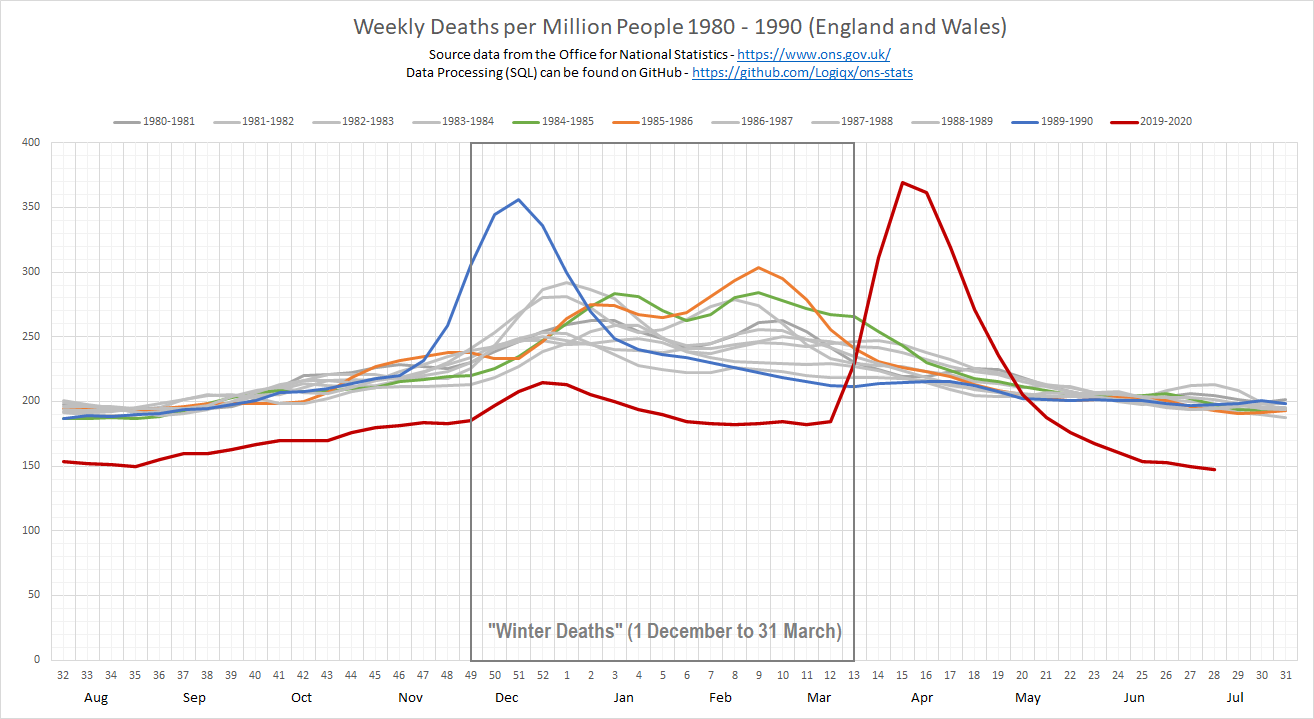 Weekly Deaths per Million People 1980 - 1990 (England and Wales)
Source data from the Office for National Statistics - https://www.ons.gov.uk/
Data Processing (SQL) can be found on GitHub - https://github.com/Logiqx/ons-stats
1980-1981 1981-1982 1982-1983 1983-1984 1984-1985 1985-1986 1986-1987 1987-1988 1988-1989 1989-1990 2019-2020
400
350
300
250
200
150
100
50
0
"Winter Deaths" (1 December to 31 March)
32 33 34 35 36 37 38 39 40 41 42 43 44 45 46 47 48 49 50 51 52 1 2 3 4 5 6 7 8 9 10 11 12 13 14 15 16 17 18 19 20 21 22 23 24 25 26 27 28 29 30 31
Aug Sep Oct Nov Dec Jan Feb Mar Apr May Jun Jul